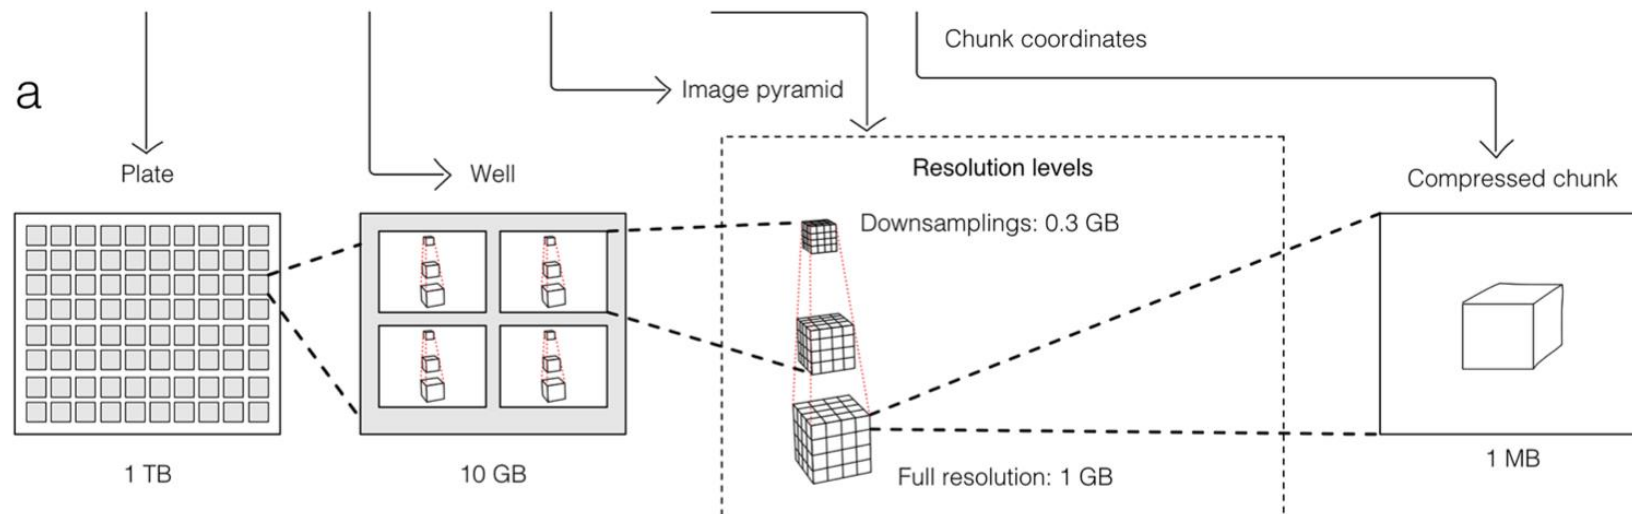 Chunk coordinates
a
Image pyramid
Plate
Well
Resolution levels
Compressed chunk
Downsamplings: 0.3 GB
1 TB
10 GB
Full resolution: 1 GB
1 MB